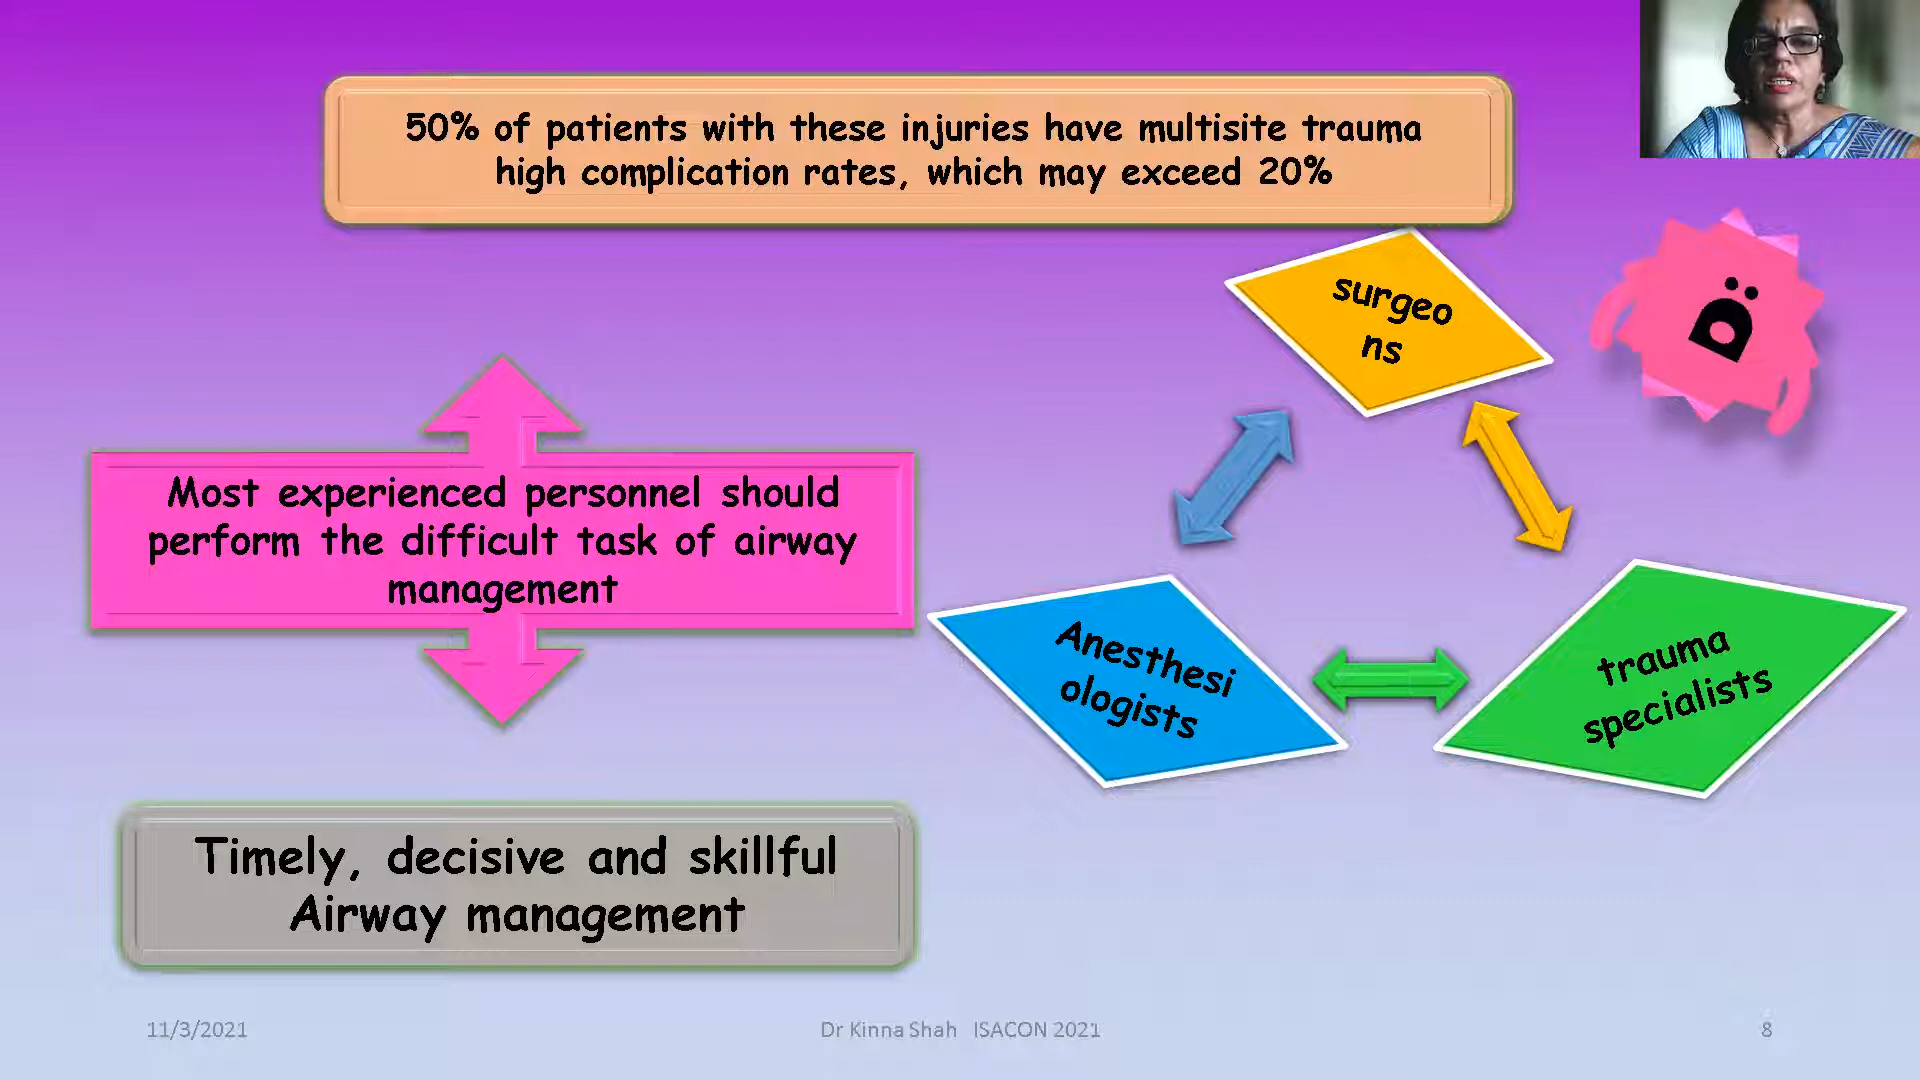 50% of patients with these injuries have multisite trauma
high complication rates, which may exceed 20%
surgeo
ns
Most experienced personnel should
perform the difficult task of airway
management
Anesthesi
ologists
trauma
specialists
Timely, decisive and skillful
Airway management
11/3/2021
Dr Kinna Shah ISACON 2021
8